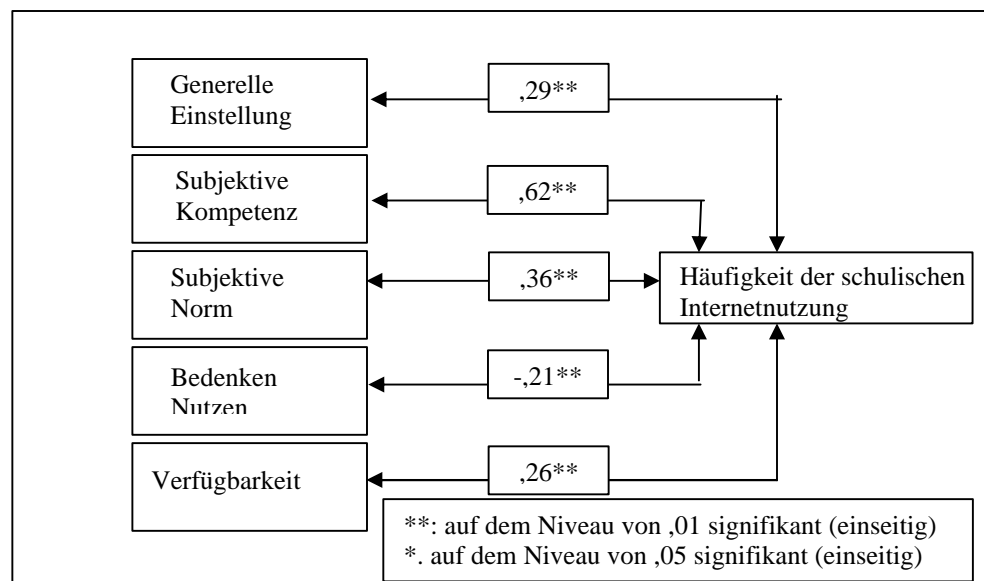 Generelle
Einstellung
,29**
Subjektive
Kompetenz
,62**
Subjektive
Norm
,36**
Häufigkeit der schulischen
Internetnutzung
Bedenken
Nutzen
-,21**
Verfügbarkeit
,26**
**: auf dem Niveau von ,01 signifikant (einseitig)
*. auf dem Niveau von ,05 signifikant (einseitig)